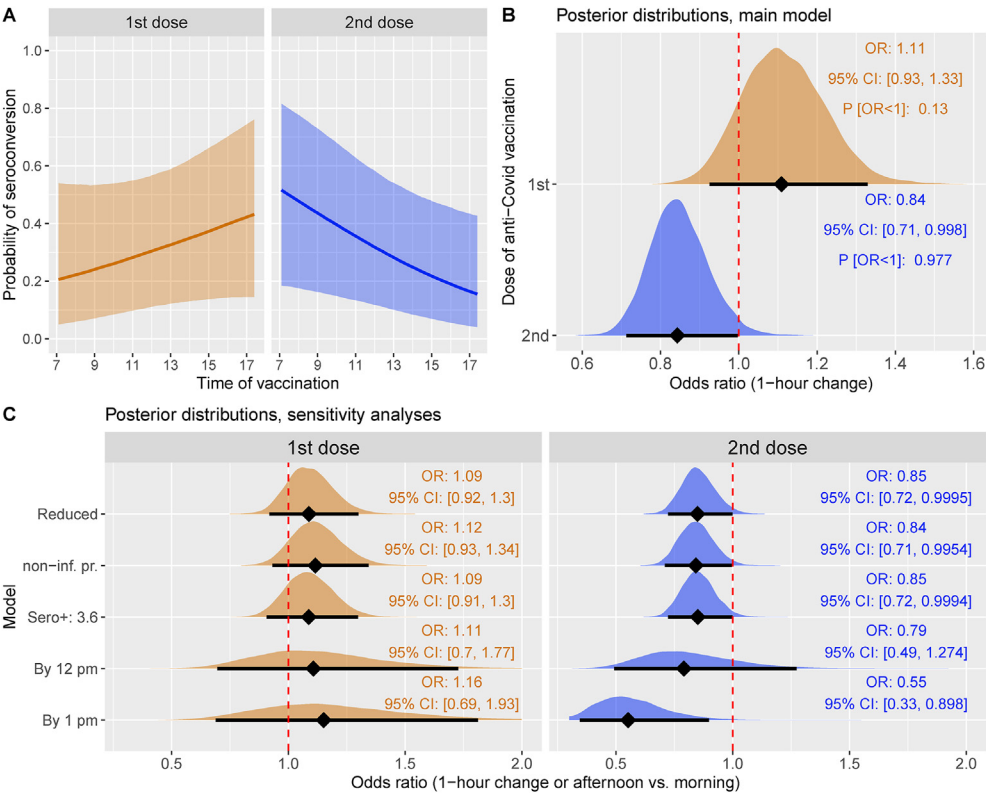 A
1st dose
2nd dose
Probability of seroconversion
1.0
0.8
0.6
0.4
0.2
0.0
7 9 11 13 15 17
7 9 11 13 15 17
Time of vaccination
B
Posterior distributions, main model
Dose of anti-Covid vaccination
OR: 1.11
95% CI: [0.93, 1.33]
P [OR<1]: 0.13
1st
OR: 0.84
95% CI: [0.71, 0.998]
P [OR<1]: 0.977
2nd
0.6 0.8 1.0 1.2 1.4 1.6
Odds ratio (1-hour change)
C
Posterior distributions, sensitivity analyses
1st dose
2nd dose
Model
Reduced
non-inf. pr.
Sero+: 3.6
By 12 pm
By 1 pm
OR: 1.09
95% CI: [0.92, 1.3]
OR: 1.12
95% CI: [0.93, 1.34]
OR: 1.09
95% CI: [0.91, 1.3]
OR: 1.11
95% CI: [0.7, 1.77]
OR: 1.16
95% CI: [0.69, 1.93]
OR: 0.85
95% CI: [0.72, 0.9995]
OR: 0.84
95% CI: [0.71, 0.9954]
OR: 0.85
95% CI: [0.72, 0.9994]
OR: 0.79
95% CI: [0.49, 1.274]
OR: 0.55
95% CI: [0.33, 0.898]
0.5 1.0 1.5 2.0
0.5 1.0 1.5 2.0
Odds ratio (1-hour change or afternoon vs. morning)